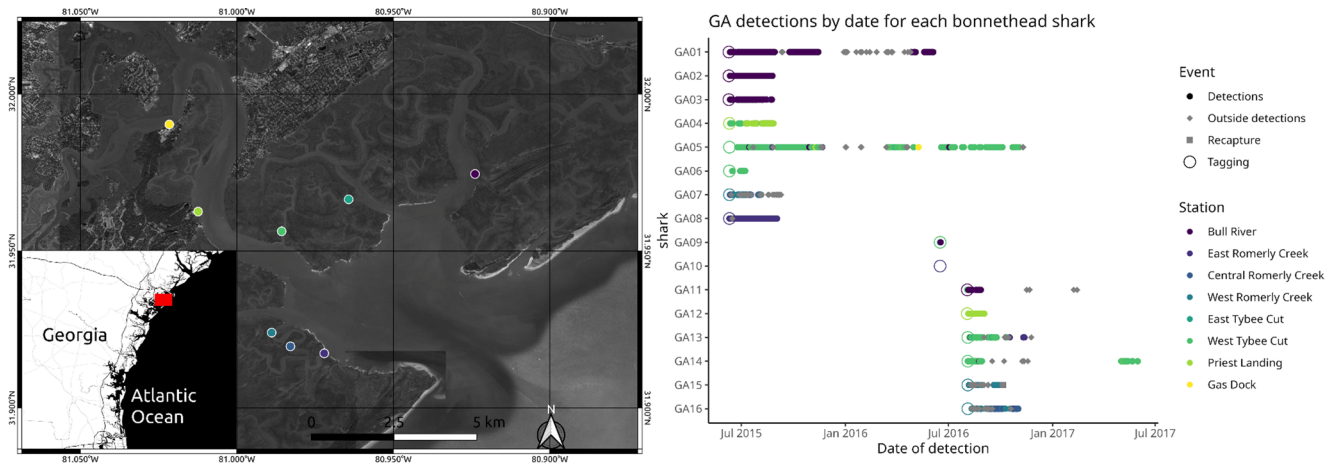 81.050°W 81.000°W 80.950°W 80.900°W
32.000°N
32.000°N
31.950°N
31.950°N
31.900°N
31.900°N
Georgia
Atlantic
Ocean
0 2.5 5 km
N
81.050°W 81.000°W 80.950°W 80.900°W
GA detections by date for each bonnethead shark
shark
GA01
GA02
GA03
GA04
GA05
GA06
GA07
GA08
GA09
GA10
GA11
GA12
GA13
GA14
GA15
GA16
Jul 2015 Jan 2016 Jul 2016 Jan 2017 Jul 2017
Date of detection
Event
Detections
Outside detections
Recapture
Tagging
Station
Bull River
East Romerly Creek
Central Romerly Creek
West Romerly Creek
East Tybee Cut
West Tybee Cut
Priest Landing
Gas Dock